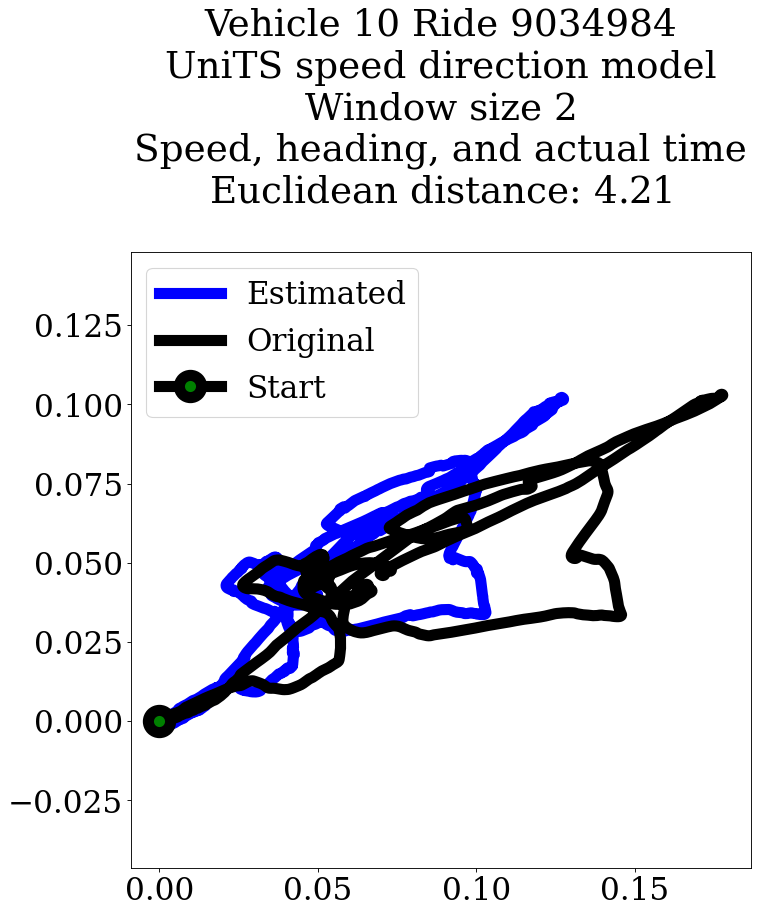 Vehicle 10 Ride 9034984
UniTS speed direction model
Window size 2
Speed, heading, and actual time
Euclidean distance: 4.21
Estimated
Original
Start
0.125
0.100
0.075
0.050
0.025
0.000
−0.025
0.00 0.05 0.10 0.15